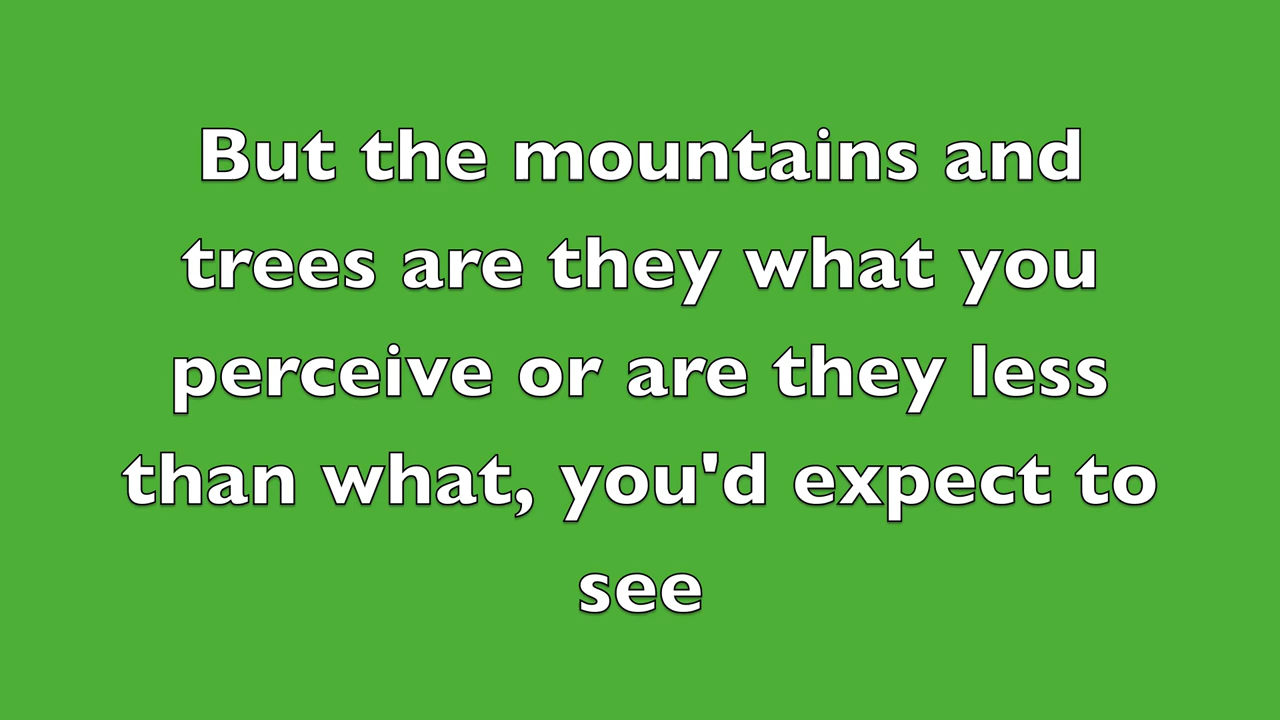 But the mountains and
trees are they what you
perceive or are they less
than what, you'd expect to
see